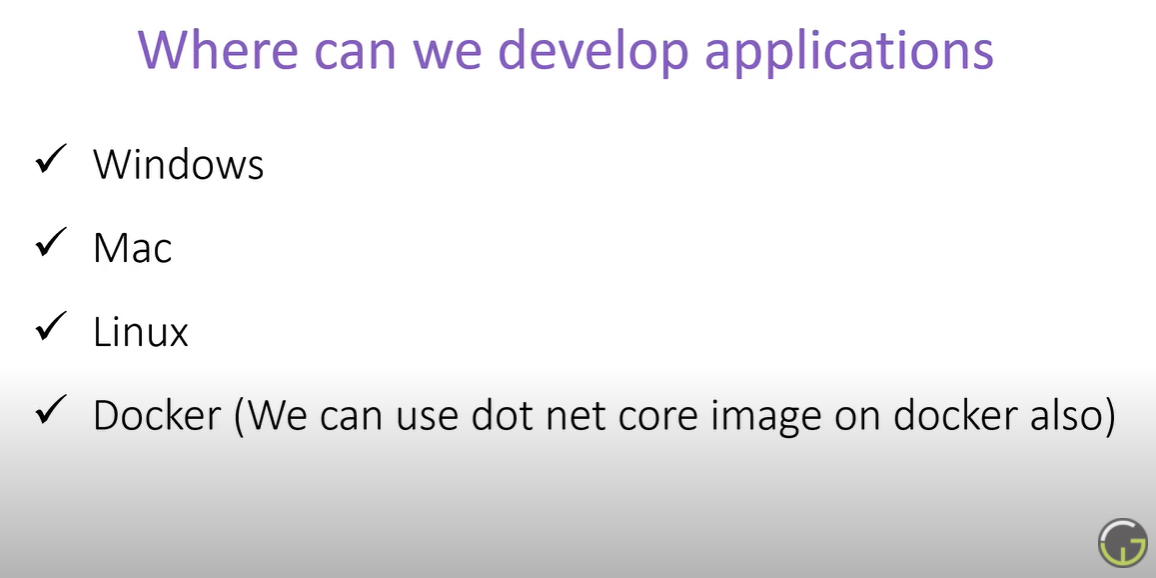 Where can we develop applications
✓ Windows
✓ Mac
✓ Linux
✓ Docker (We can use dot net core image on docker also)